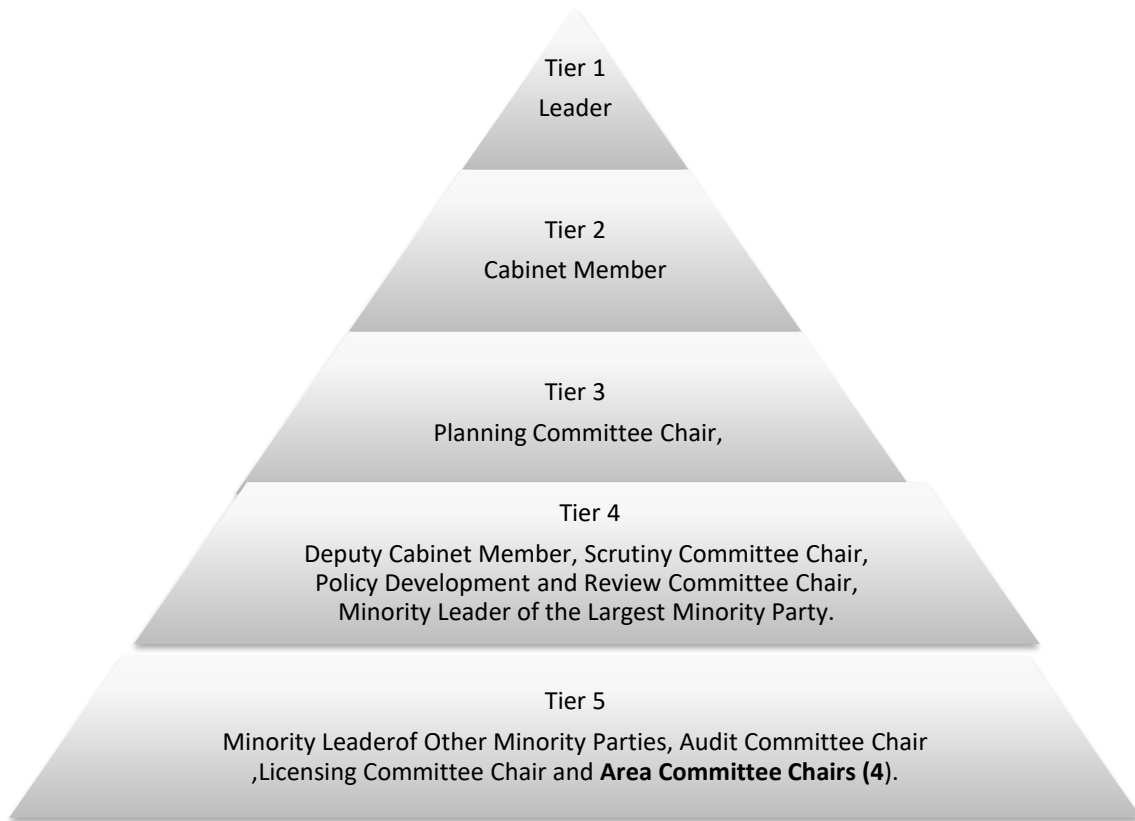 Tier 1
Leader
Tier 2
Cabinet Member
Tier 3
Planning Committee Chair,
Tier 4
Deputy Cabinet Member, Scrutiny Committee Chair,
Policy Development and Review Committee Chair,
Minority Leader of the Largest Minority Party.
Tier 5
Minority Leaderof Other Minority Parties, Audit Committee Chair
,Licensing Committee Chair and Area Committee Chairs (4).